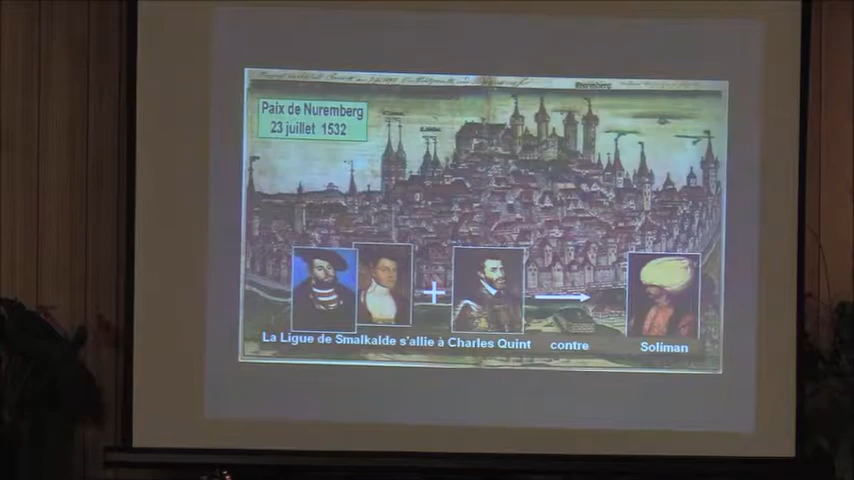 Nuremberg
Paix de Nuremberg
23 juillet 1532
La Ligue de Smalkalde s'allie à Charles Quint contre Soliman